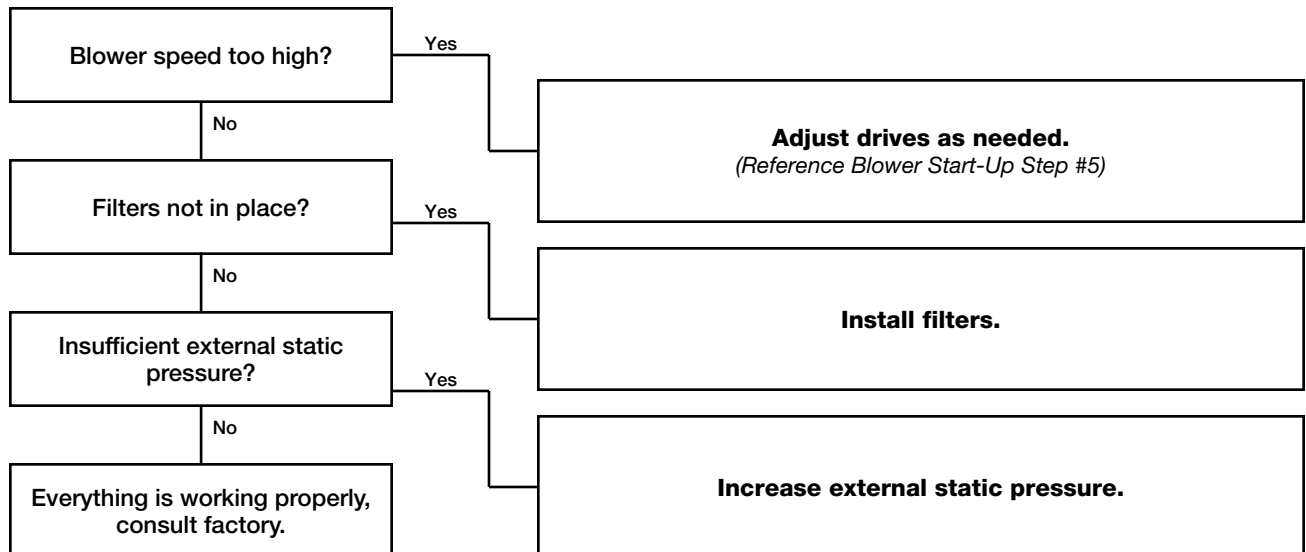 Blower speed too high?
Yes
Adjust drives as needed.
(Reference Blower Start-Up Step #5)
No
Filters not in place?
Yes
Install filters.
No
Insufficient external static
pressure?
Yes
Increase external static pressure.
No
Everything is working properly,
consult factory.